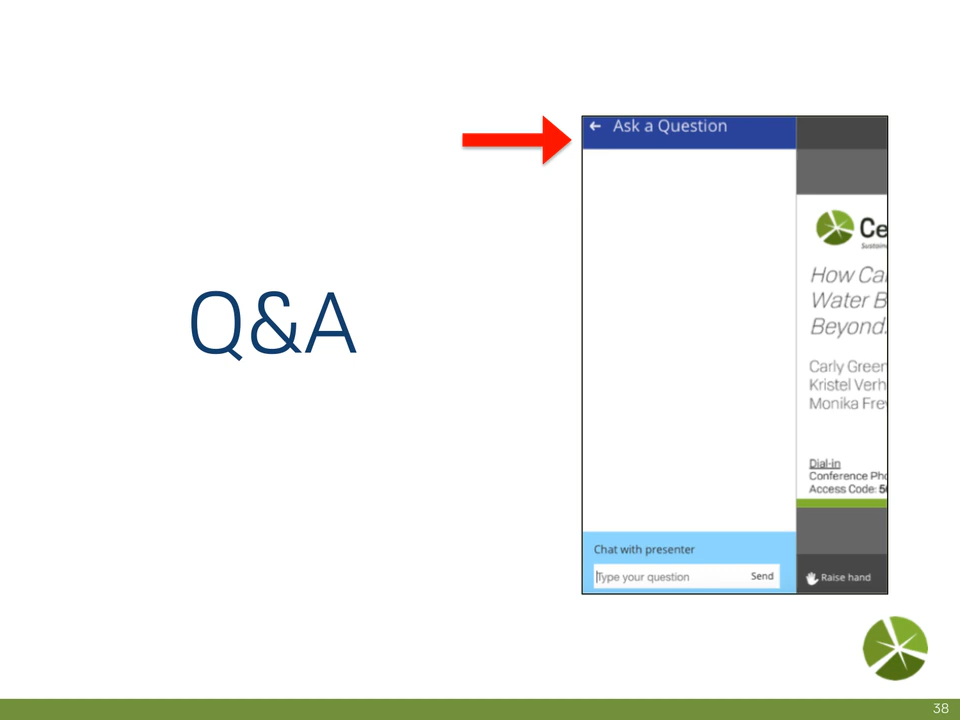 Q&A
Ask a Question
Ce
How Ca
Water B
Beyond
Carly Green
Kristel Verh
Monika Fre
Dial-in
Conference Pho
Access Code:
Chat with presenter
Type your question
Send
Raise hand
38